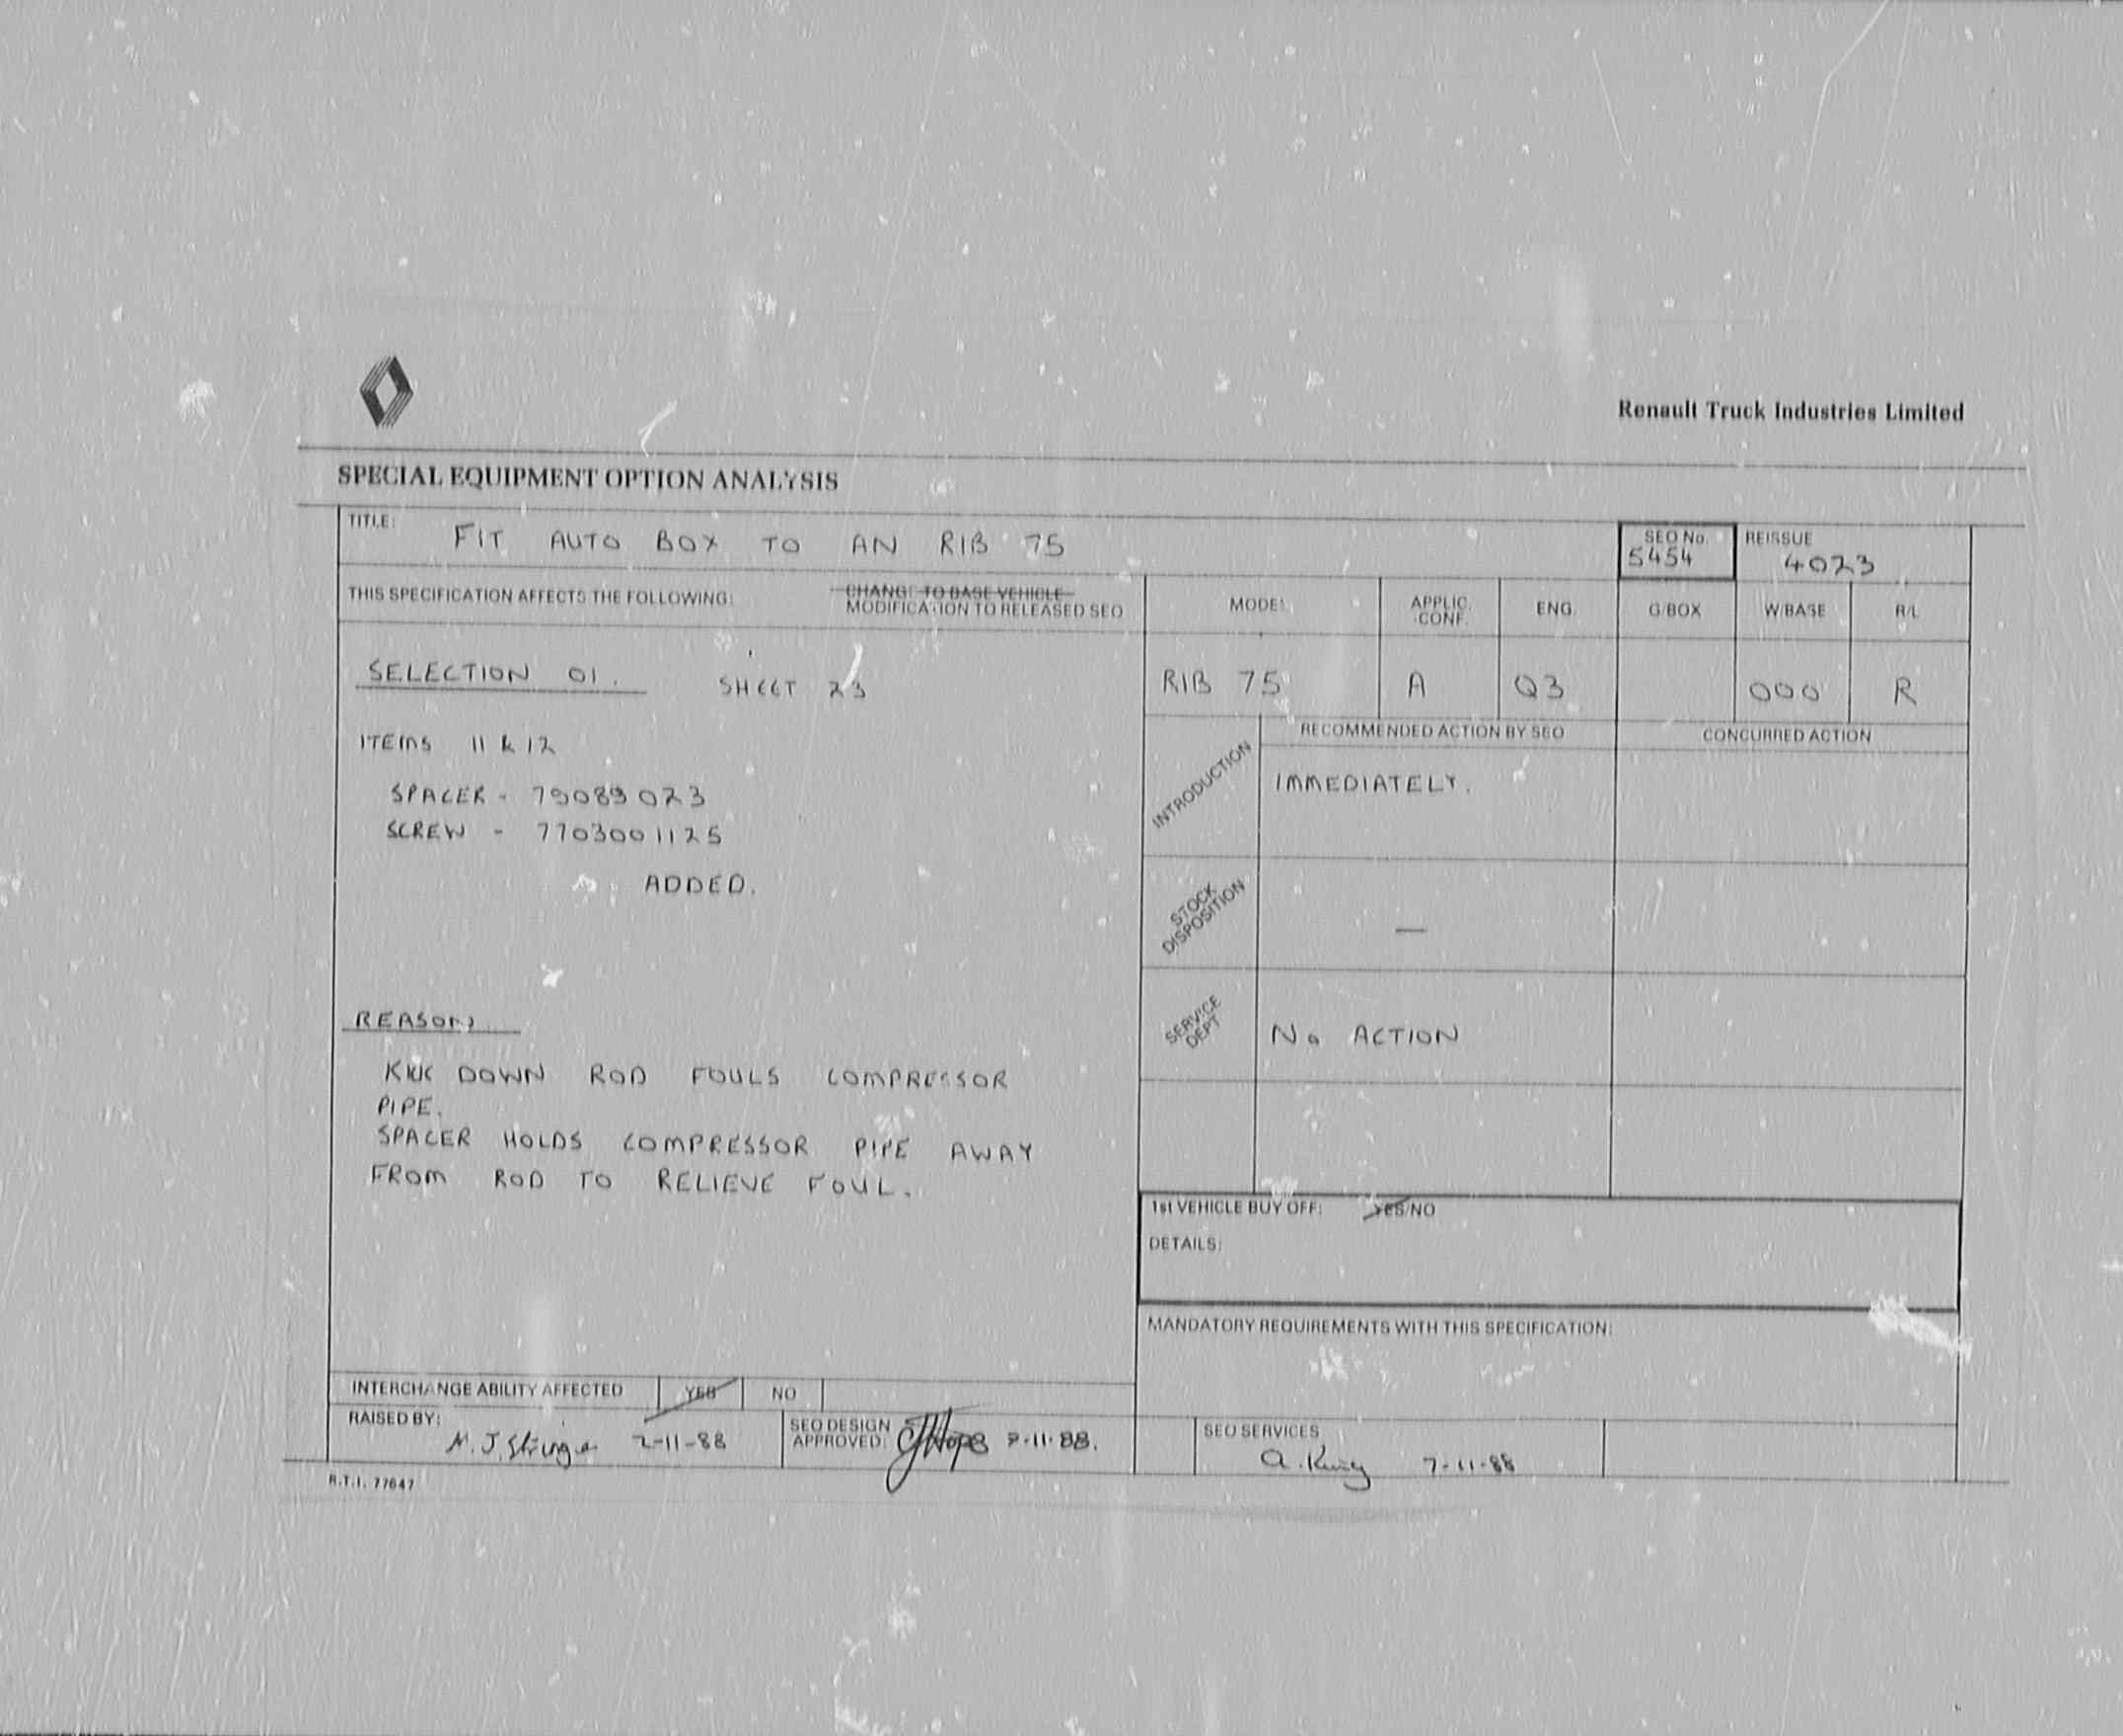 Renault Truck Industries Limited
SPECIAL EQUIPMENT OPTION ANALYSIS
TITLE: FIT AUTO BOX TO AN RIB 75
SEO No. 5454
REISSUE 4023
THIS SPECIFICATION AFFECTS THE FOLLOWING:
CHANGE TO BASE VEHICLE
MODIFICATION TO RELEASED SEO
MODEL APPLIC. CONF. ENG. G/BOX W/BASE R/L
RIB 75 A Q3 000 R
SELECTION 01. SHEET 23
ITEMS 11 & 12
SPACER - 79089023
SCREW - 7703001125
ADDED.
REASON
KICK DOWN ROD FOULS COMPRESSOR
PIPE.
SPACER HOLDS COMPRESSOR PIPE AWAY
FROM ROD TO RELIEVE FOUL.
RECOMMENDED ACTION BY SEO CONCURRED ACTION
INTRODUCTION IMMEDIATELY.
STOCK DISPOSITION —
SERVICE DEPT No ACTION
1st VEHICLE BUY OFF: YES/NO
DETAILS:
MANDATORY REQUIREMENTS WITH THIS SPECIFICATION:
INTERCHANGE ABILITY AFFECTED YES NO
RAISED BY: 2-11-88
SEO DESIGN APPROVED: 7-11-88.
SEO SERVICES A. King 7-11-88
R.T.I. 77647